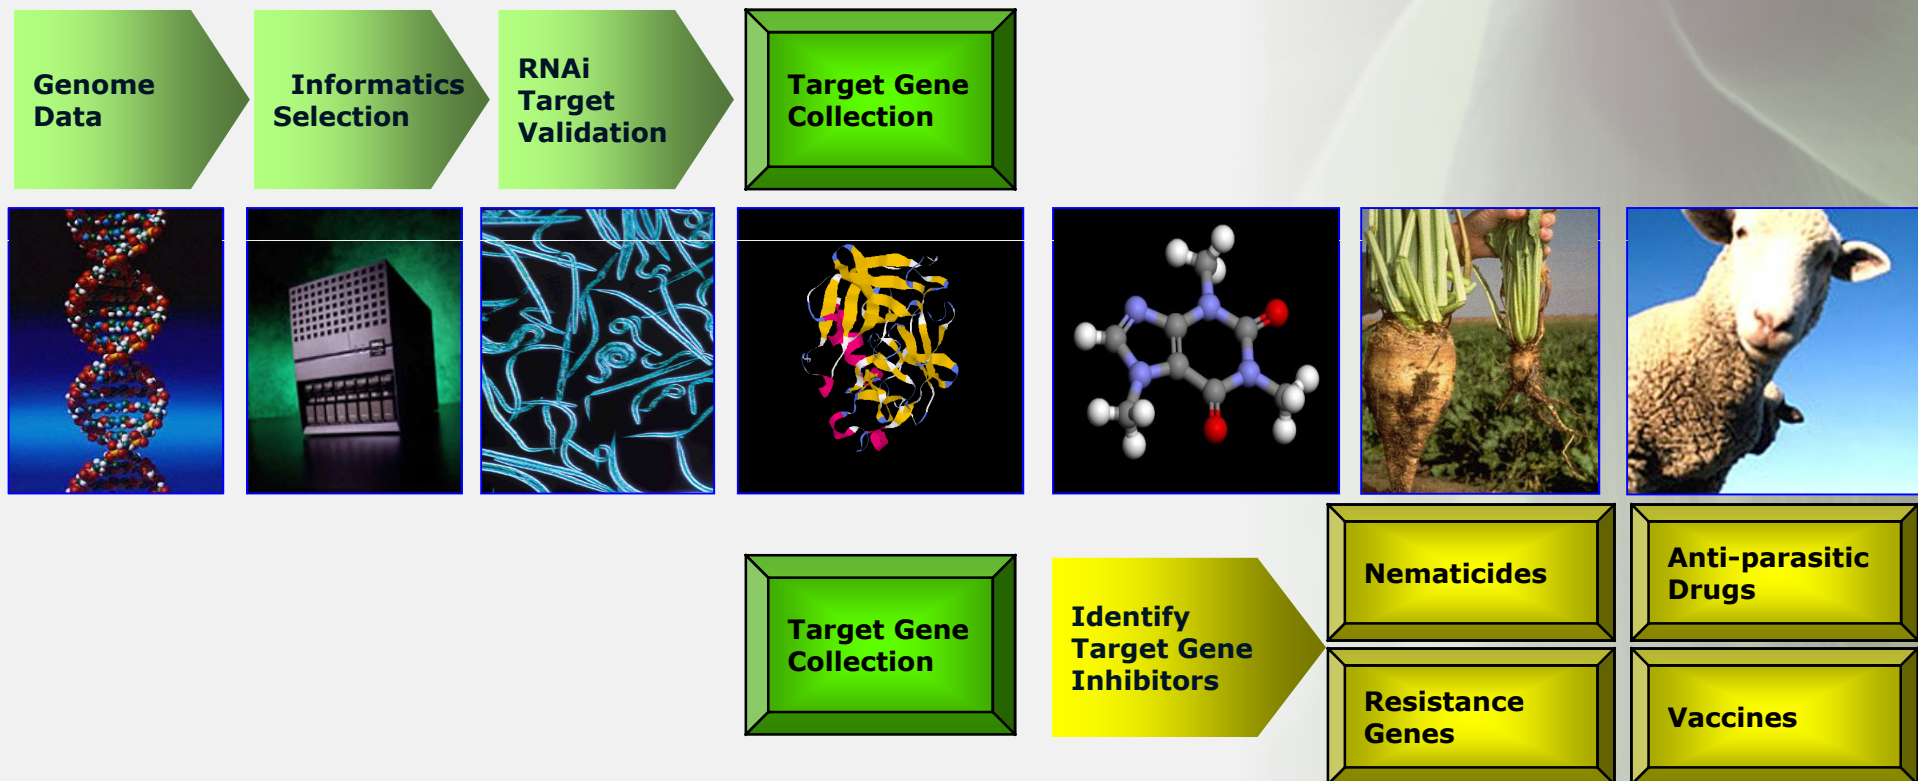 Genome
Data
Informatics
Selection
RNAi
Target
Validation
Target Gene
Collection
Target Gene
Collection
Identify
Target Gene
Inhibitors
Nematicides
Anti-parasitic
Drugs
Resistance
Genes
Vaccines